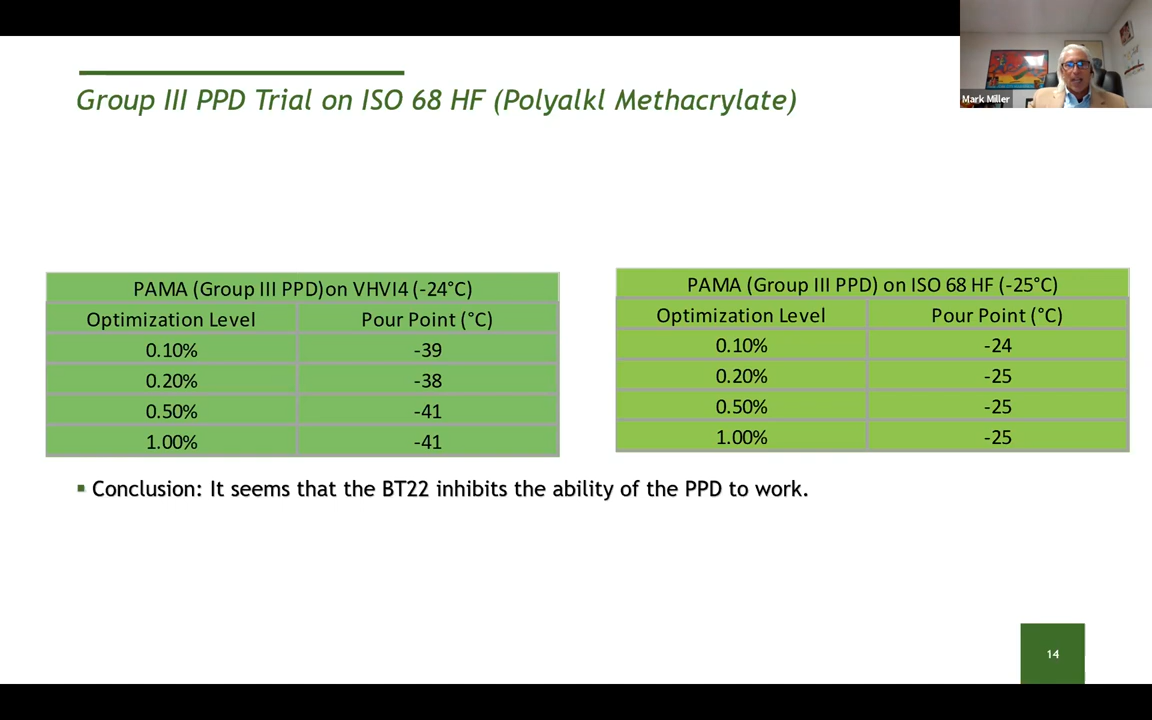 Mark Miller
Group III PPD Trial on ISO 68 HF (Polyalkl Methacrylate)
PAMA (Group III PPD)on VHVI4 (-24°C)
Optimization Level Pour Point (°C)
0.10% -39
0.20% -38
0.50% -41
1.00% -41
PAMA (Group III PPD) on ISO 68 HF (-25°C)
Optimization Level Pour Point (°C)
0.10% -24
0.20% -25
0.50% -25
1.00% -25
Conclusion: It seems that the BT22 inhibits the ability of the PPD to work.
14